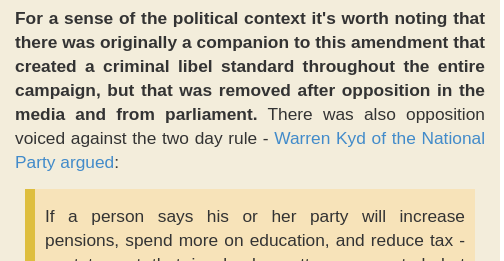 For a sense of the political context it's worth noting that
there was originally a companion to this amendment that
created a criminal libel standard throughout the entire
campaign, but that was removed after opposition in the
media and from parliament. There was also opposition
voiced against the two day rule - Warren Kyd of the National
Party argued:
If a person says his or her party will increase
pensions, spend more on education, and reduce tax -